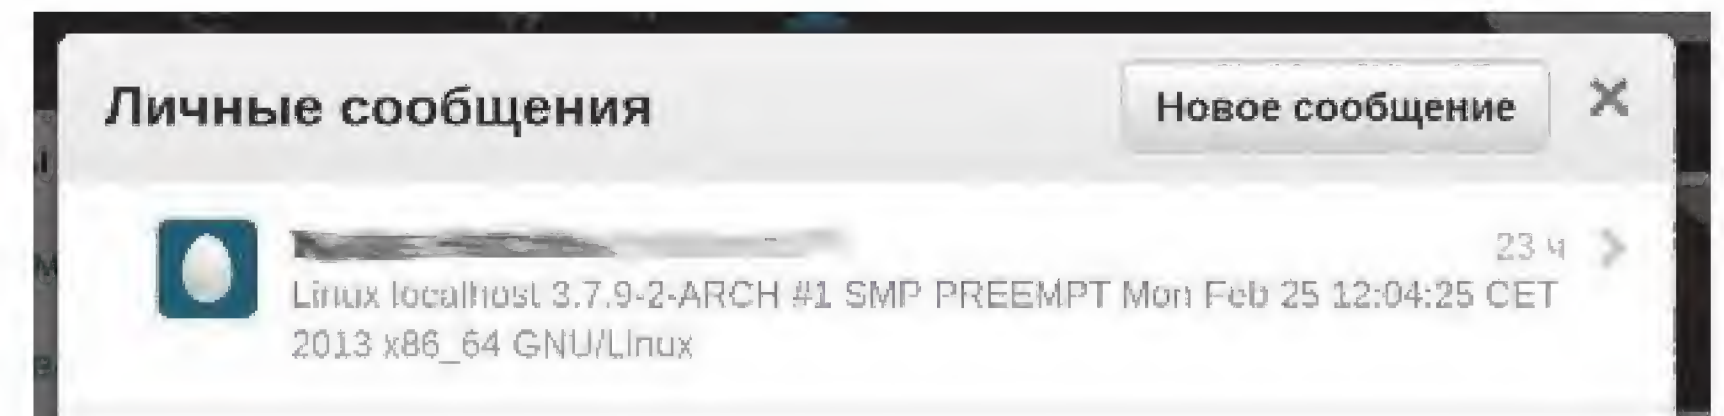 Личные сообщения
Новое сообщение
23 ч
Linux localhost 3.7.9-2-ARCH #1 SMP PREEMPT Mon Feb 25 12:04:25 CET
2013 x86_64 GNU/Linux